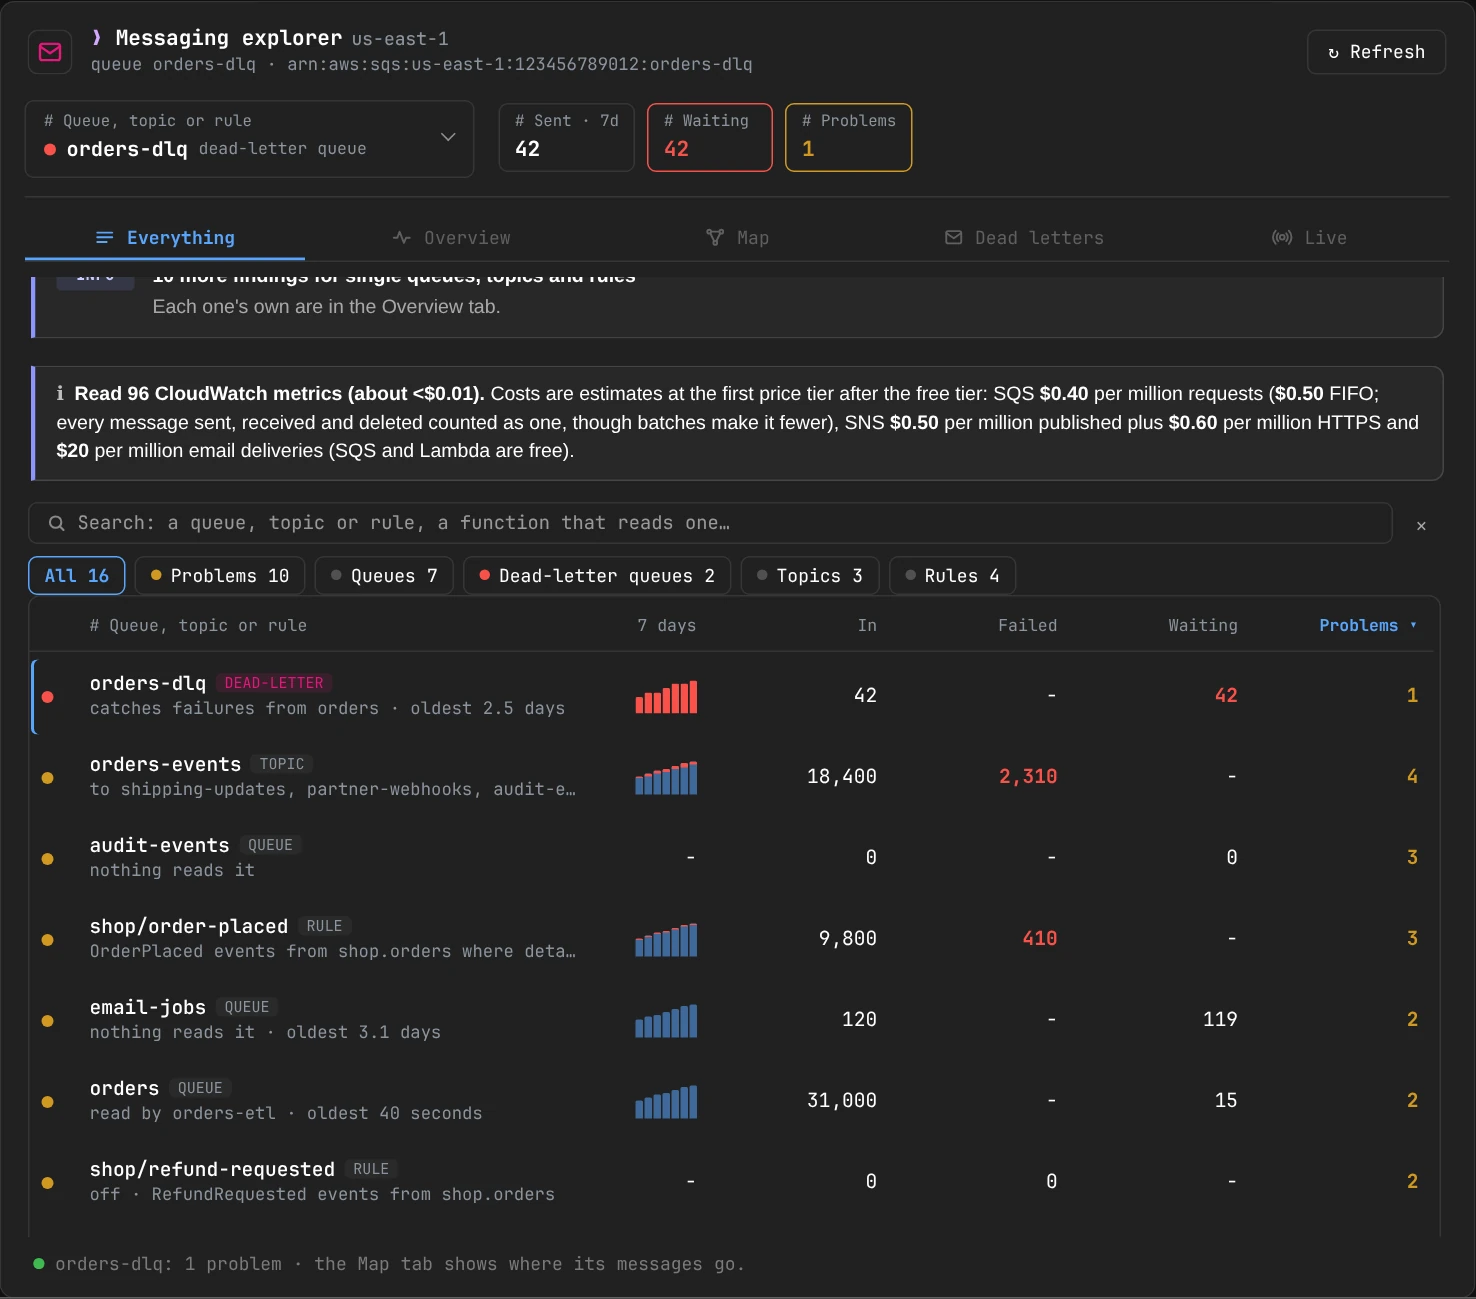 ❫ Messaging explorer us-east-1
queue orders-dlq · arn:aws:sqs:us-east-1:123456789012:orders-dlq
↻ Refresh
# Queue, topic or rule
orders-dlq dead-letter queue
# Sent · 7d
42
# Waiting
42
# Problems
1
Everything
Overview
Map
Dead letters
Live
INFO 10 more findings for single queues, topics and rules
Each one's own are in the Overview tab.
ℹ Read 96 CloudWatch metrics (about <$0.01). Costs are estimates at the first price tier after the free tier: SQS $0.40 per million requests ($0.50 FIFO;
every message sent, received and deleted counted as one, though batches make it fewer), SNS $0.50 per million published plus $0.60 per million HTTPS and
$20 per million email deliveries (SQS and Lambda are free).
Search: a queue, topic or rule, a function that reads one…
×
All 16
Problems 10
Queues 7
Dead-letter queues 2
Topics 3
Rules 4
# Queue, topic or rule 7 days In Failed Waiting Problems ▾
orders-dlq DEAD-LETTER 42 - 42 1
catches failures from orders · oldest 2.5 days
orders-events TOPIC 18,400 2,310 - 4
to shipping-updates, partner-webhooks, audit-e…
audit-events QUEUE - 0 - 0 3
nothing reads it
shop/order-placed RULE 9,800 410 - 3
OrderPlaced events from shop.orders where deta…
email-jobs QUEUE 120 - 119 2
nothing reads it · oldest 3.1 days
orders QUEUE 31,000 - 15 2
read by orders-etl · oldest 40 seconds
shop/refund-requested RULE - 0 0 - 2
off · RefundRequested events from shop.orders
orders-dlq: 1 problem · the Map tab shows where its messages go.